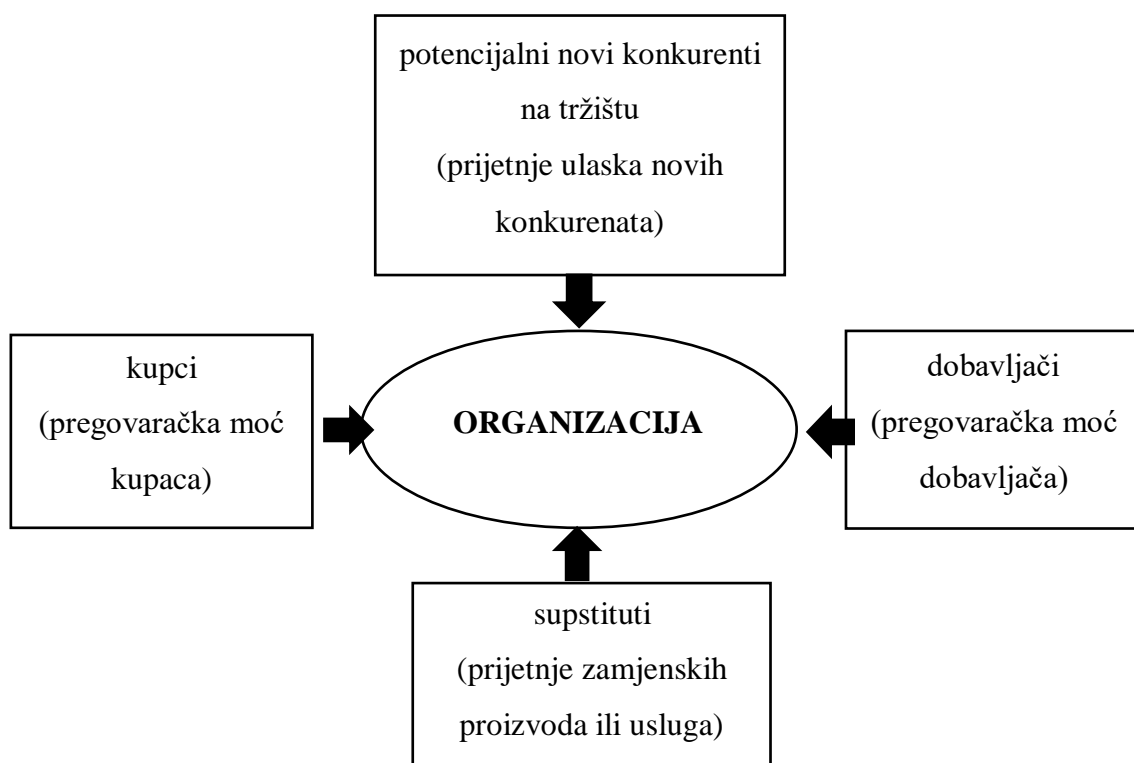 potencijalni novi konkurenti
na tržištu
(prijetnje ulaska novih
konkurenata)
kupci
(pregovaračka moć
kupaca)
ORGANIZACIJA
dobavljači
(pregovaračka moć
dobavljača)
supstituti
(prijetnje zamjenskih
proizvoda ili usluga)